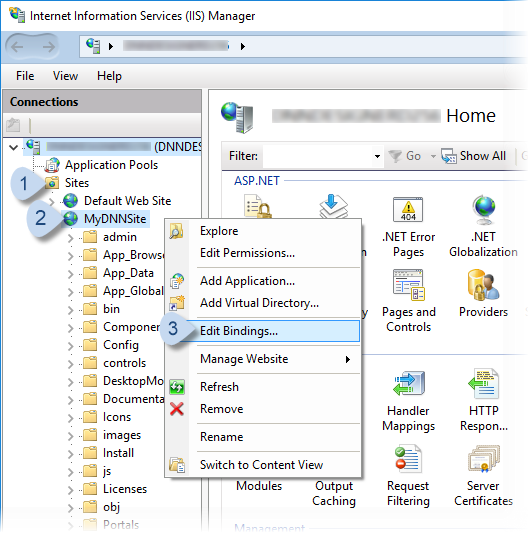 Internet Information Services (IIS) Manager
File View Help
Connections
(DNNDES
Application Pools
1 Sites
Default Web Site
2 MyDNNSite
admin
App_Brows
App_Data
App_Global
bin
Componen
Config
controls
DesktopMo
Documenta
Icons
images
Install
js
Licenses
obj
Portals
Explore
Edit Permissions...
Add Application...
Add Virtual Directory...
3 Edit Bindings...
Manage Website
Refresh
Remove
Rename
Switch to Content View
Home
Filter: Go Show All
ASP.NET
404
.NET Error
Pages
.NET
Globalization
Pages and
Controls
Providers
Handler
Mappings
HTTP
Respon...
Modules
Output
Caching
Request
Filtering
Server
Certificates
Management